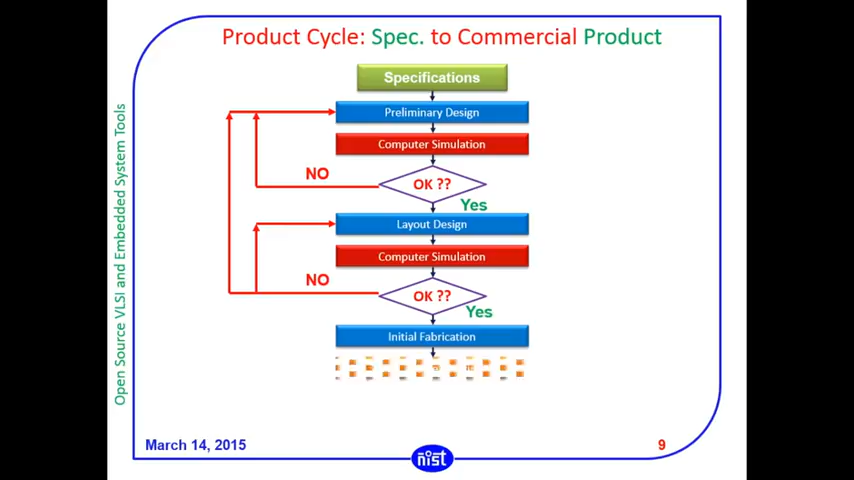 Product Cycle: Spec. to Commercial Product
Open Source VLSI and Embedded System Tools
Specifications
Preliminary Design
Computer Simulation
NO
OK ??
Yes
Layout Design
Computer Simulation
NO
OK ??
Yes
Initial Fabrication
March 14, 2015
nist
9